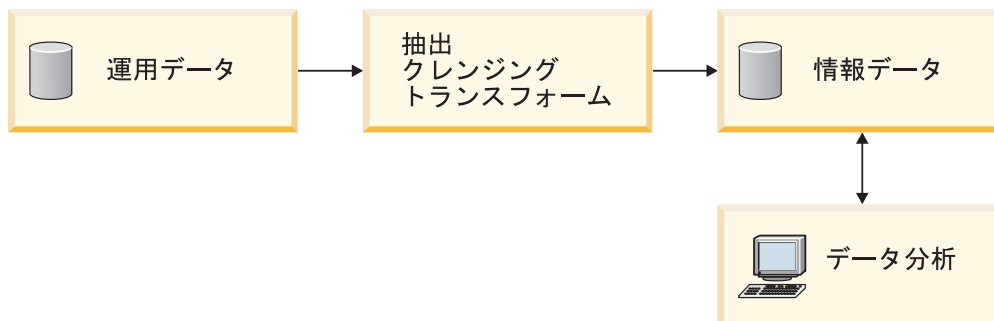 運用データ
抽出
クレンジング
トランスフォーム
情報データ
データ分析